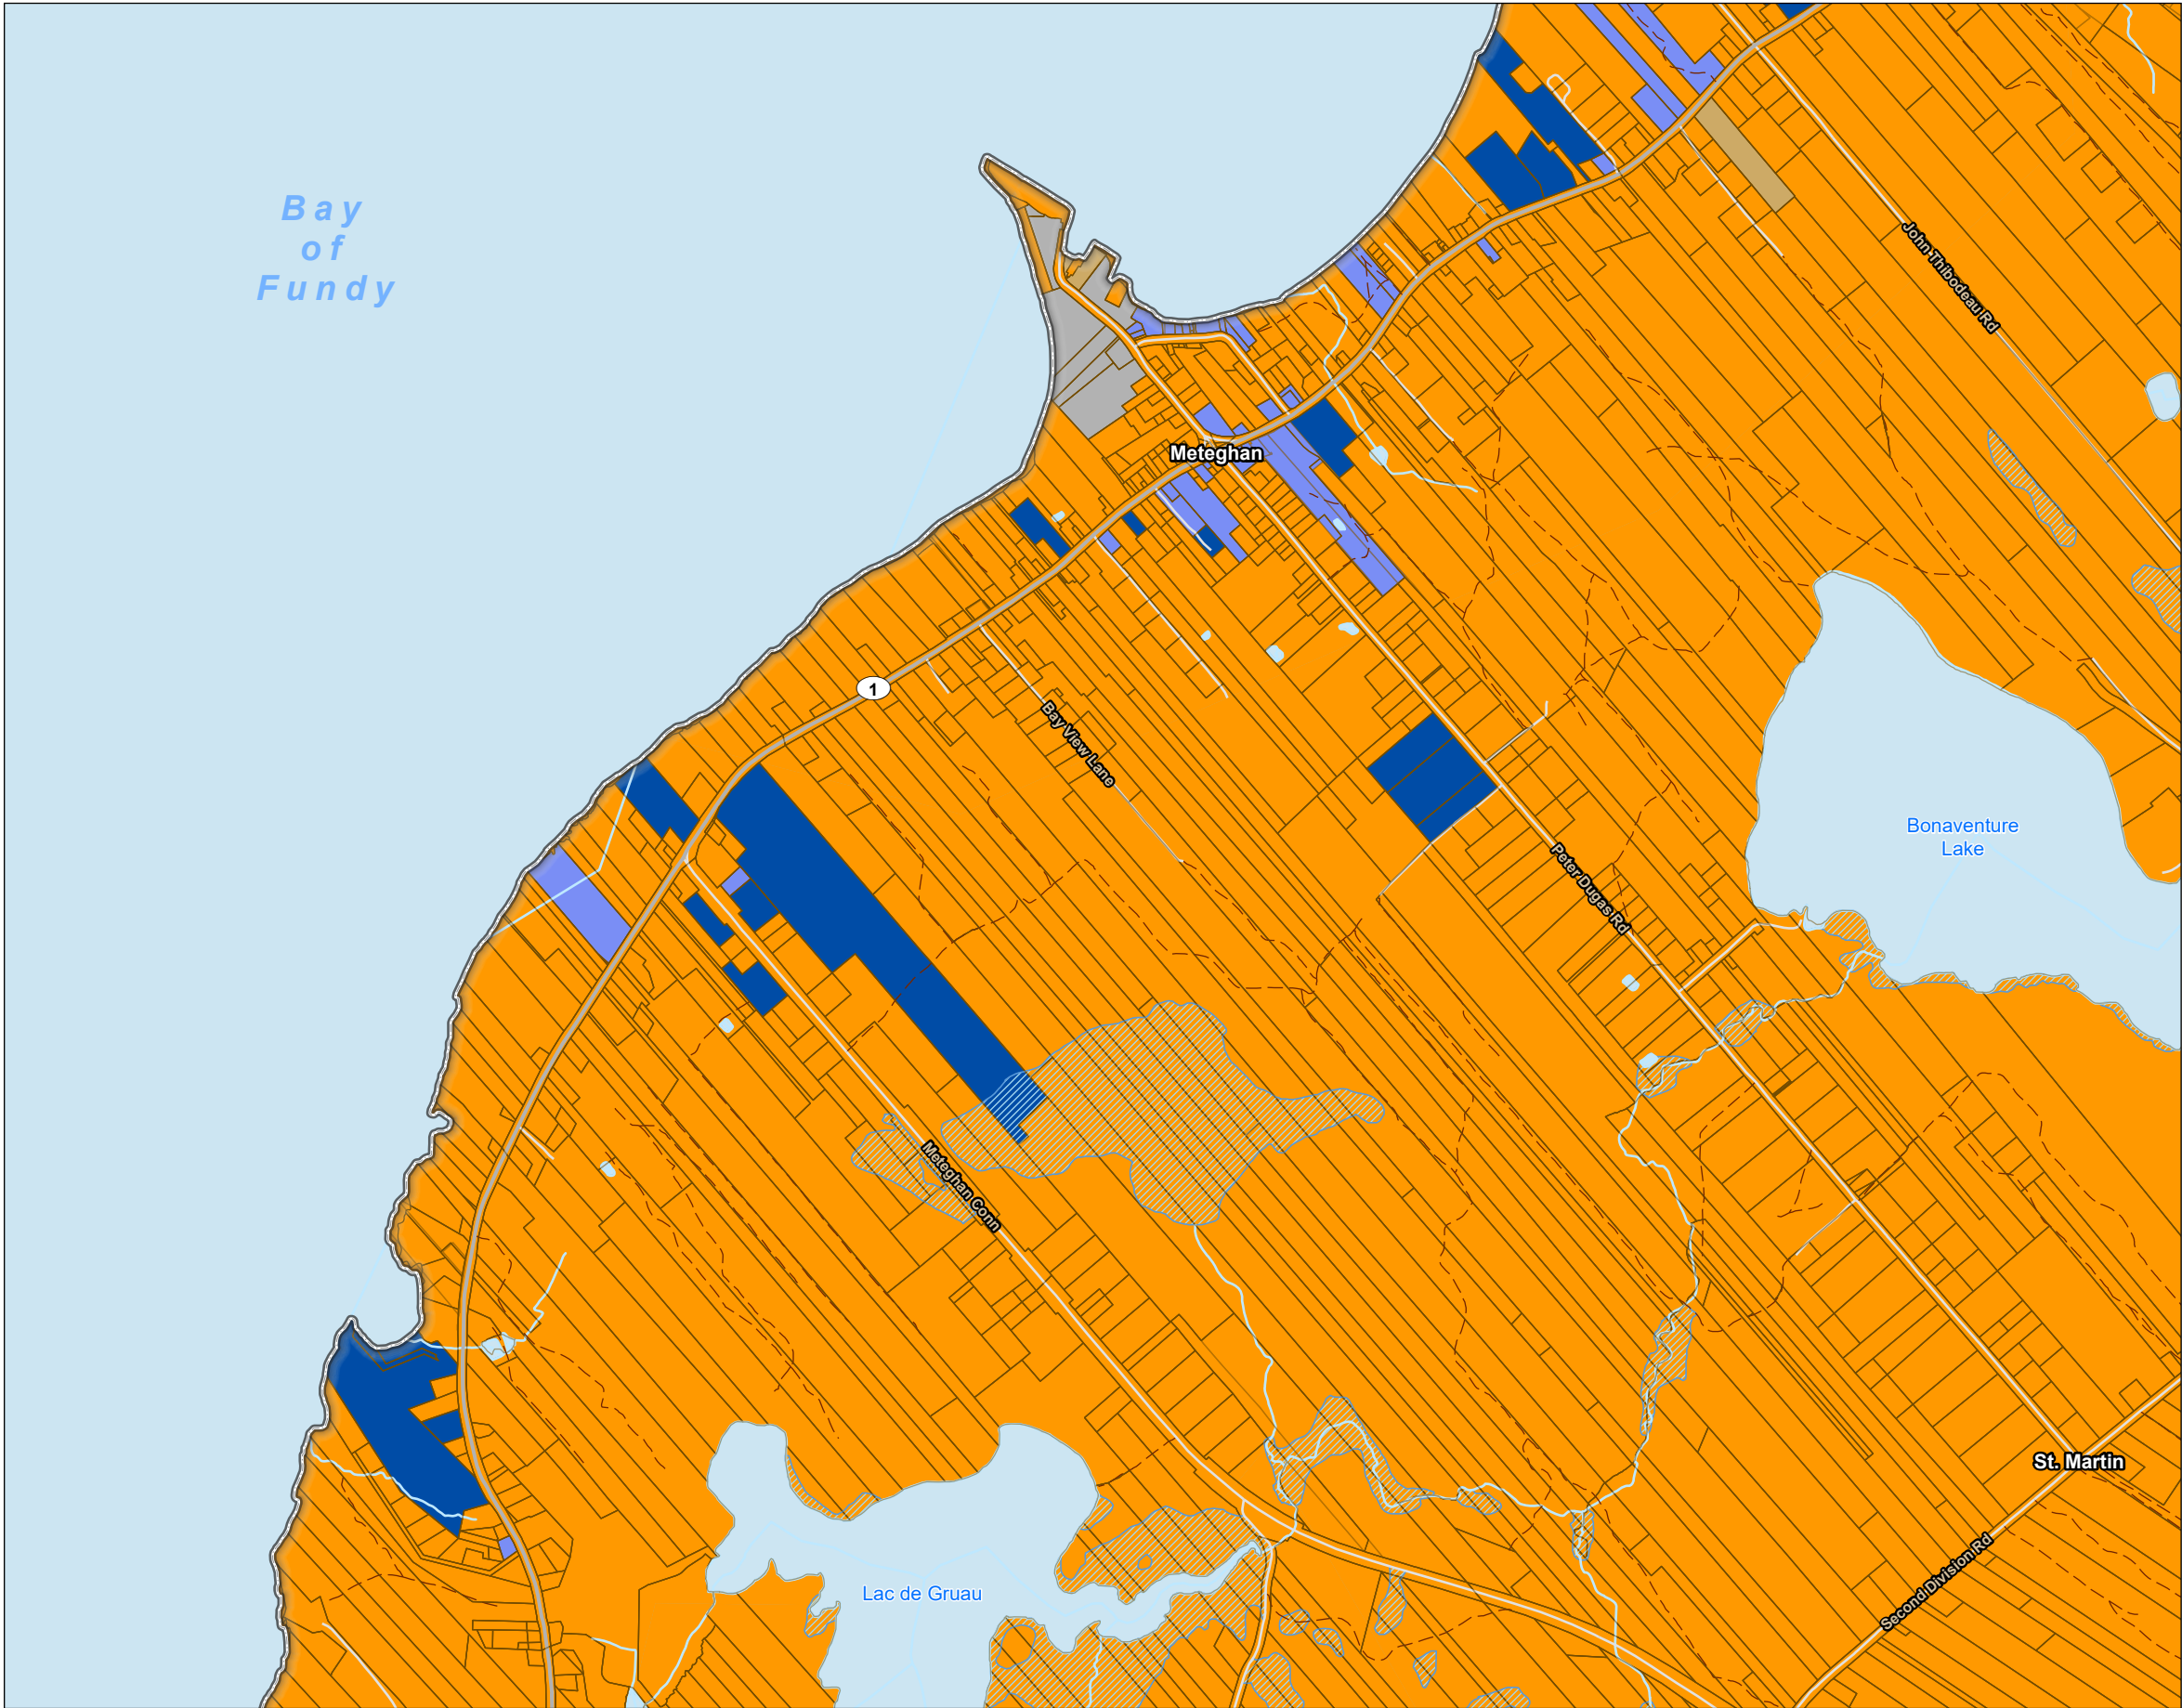 Bay
of
Fundy
John Thibodeau Rd
Meteghan
1
Bay View Lane
Bonaventure
Lake
Peter Dugas Rd
Meteghan Conn
St. Martin
Second Division Rd
Lac de Gruau